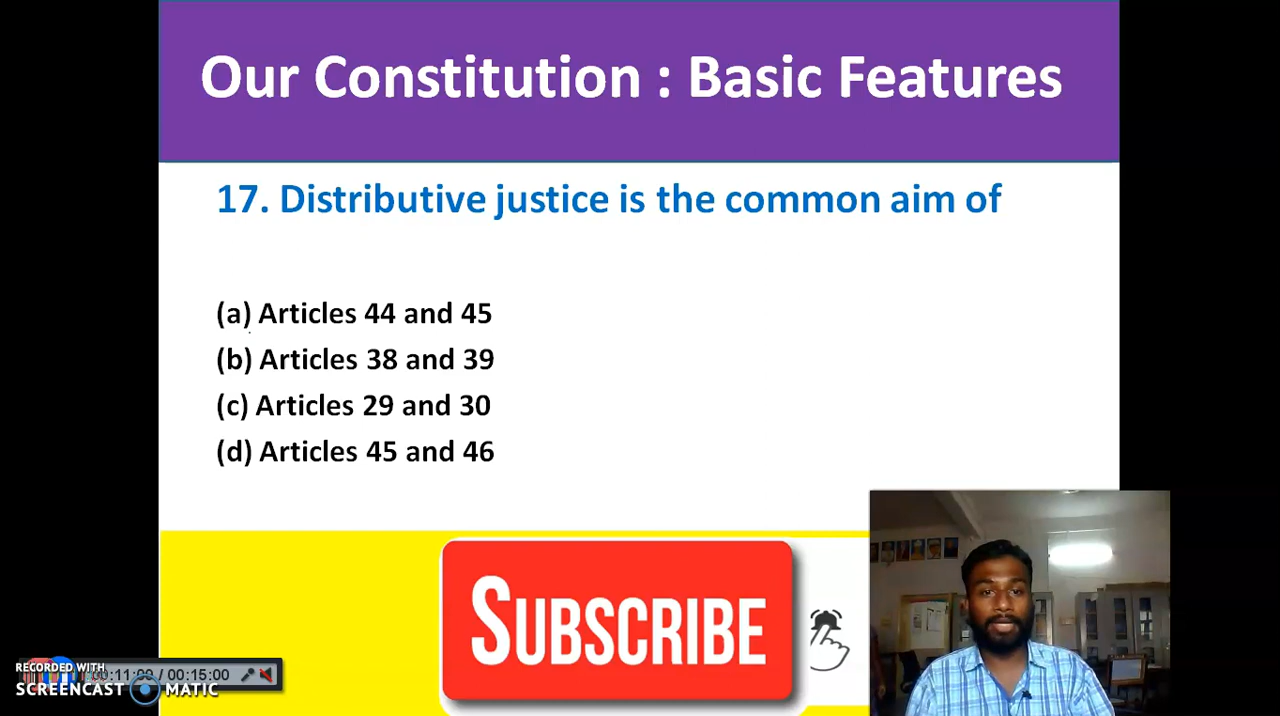 Our Constitution : Basic Features
17. Distributive justice is the common aim of
(a) Articles 44 and 45
(b) Articles 38 and 39
(c) Articles 29 and 30
(d) Articles 45 and 46
SUBSCRIBE
RECORDED WITH
SCREENCAST MATIC
/ 00:15:00